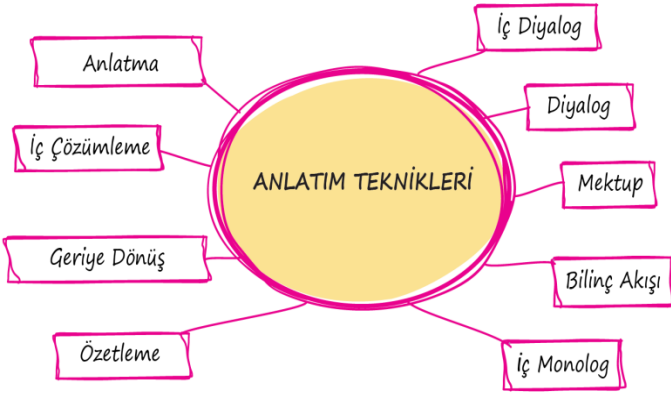 İç Diyalog
Anlatma
Diyalog
İç Çözümleme
ANLATIM TEKNİKLERİ
Mektup
Geriye Dönüş
Bilinç Akışı
Özetleme
İç Monolog